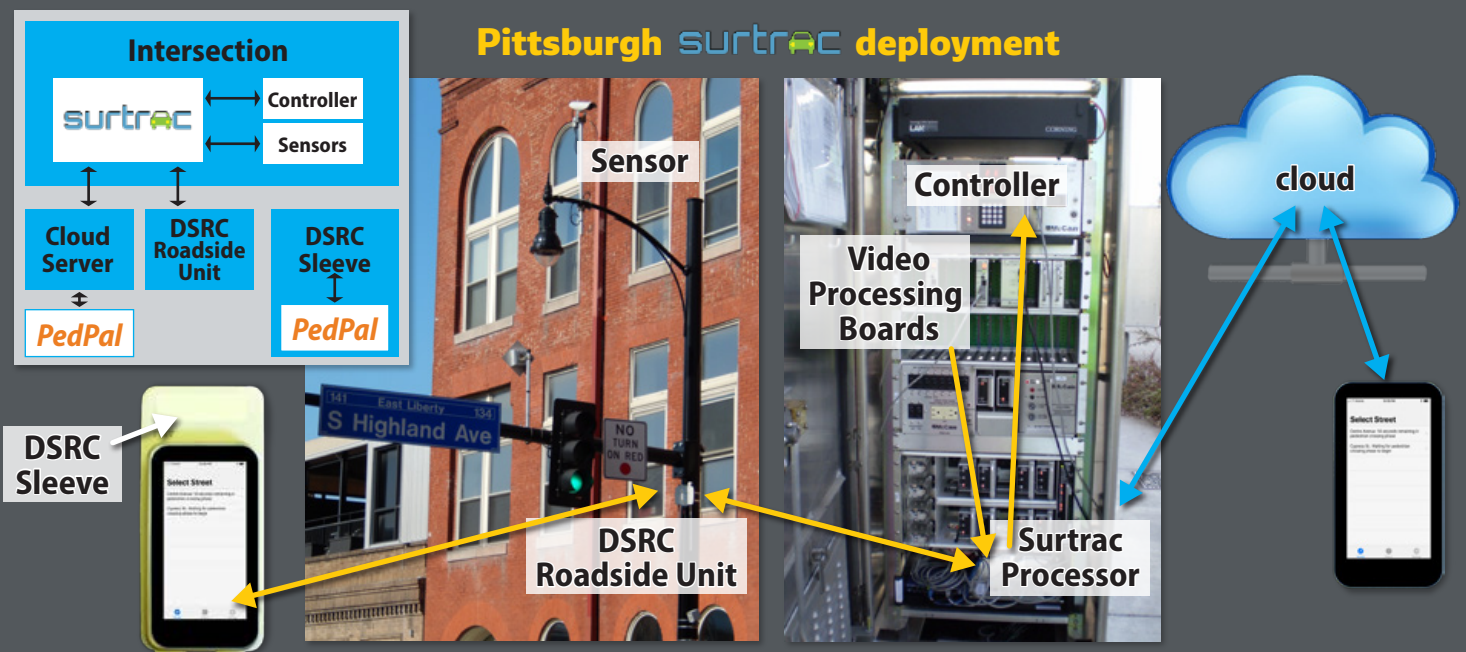 Pittsburgh surtrac deployment
Intersection
surtrac
Controller
Sensors
Cloud
Server
DSRC
Roadside
Unit
DSRC
Sleeve
PedPal
PedPal
Sensor
141 East Liberty 134
S Highland Ave
NO
TURN
ON RED
DSRC
Roadside Unit
DSRC
Sleeve
Select Street
Controller
CORNING
Video
Processing
Boards
Surtrac
Processor
cloud
Select Street